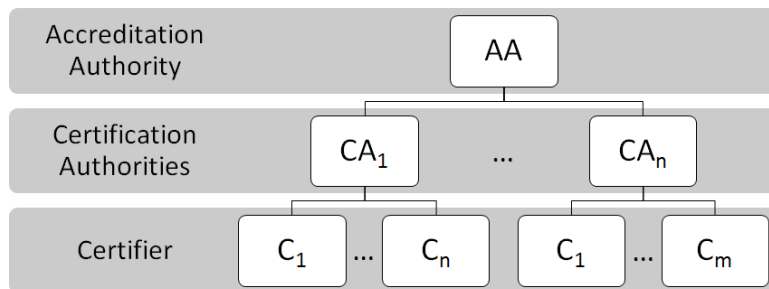 Accreditation
Authority
AA
Certification
Authorities
CA₁
...
CAₙ
Certifier
C₁
...
Cₙ
C₁
...
Cₘ